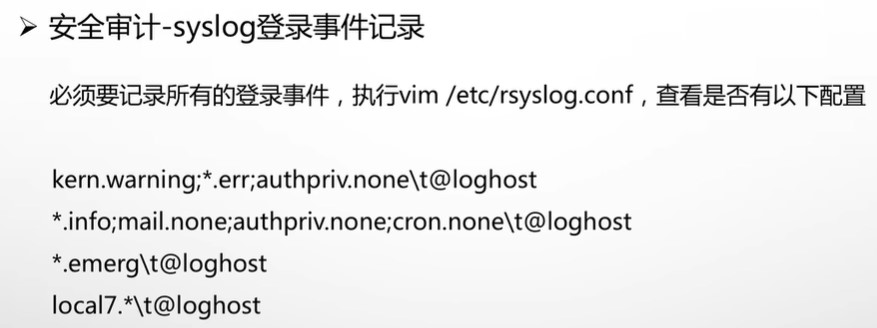 ➢ 安全审计-syslog登录事件记录
必须要记录所有的登录事件，执行vim /etc/rsyslog.conf，查看是否有以下配置
kern.warning;*.err;authpriv.none\t@loghost
*.info;mail.none;authpriv.none;cron.none\t@loghost
*.emerg\t@loghost
local7.*\t@loghost